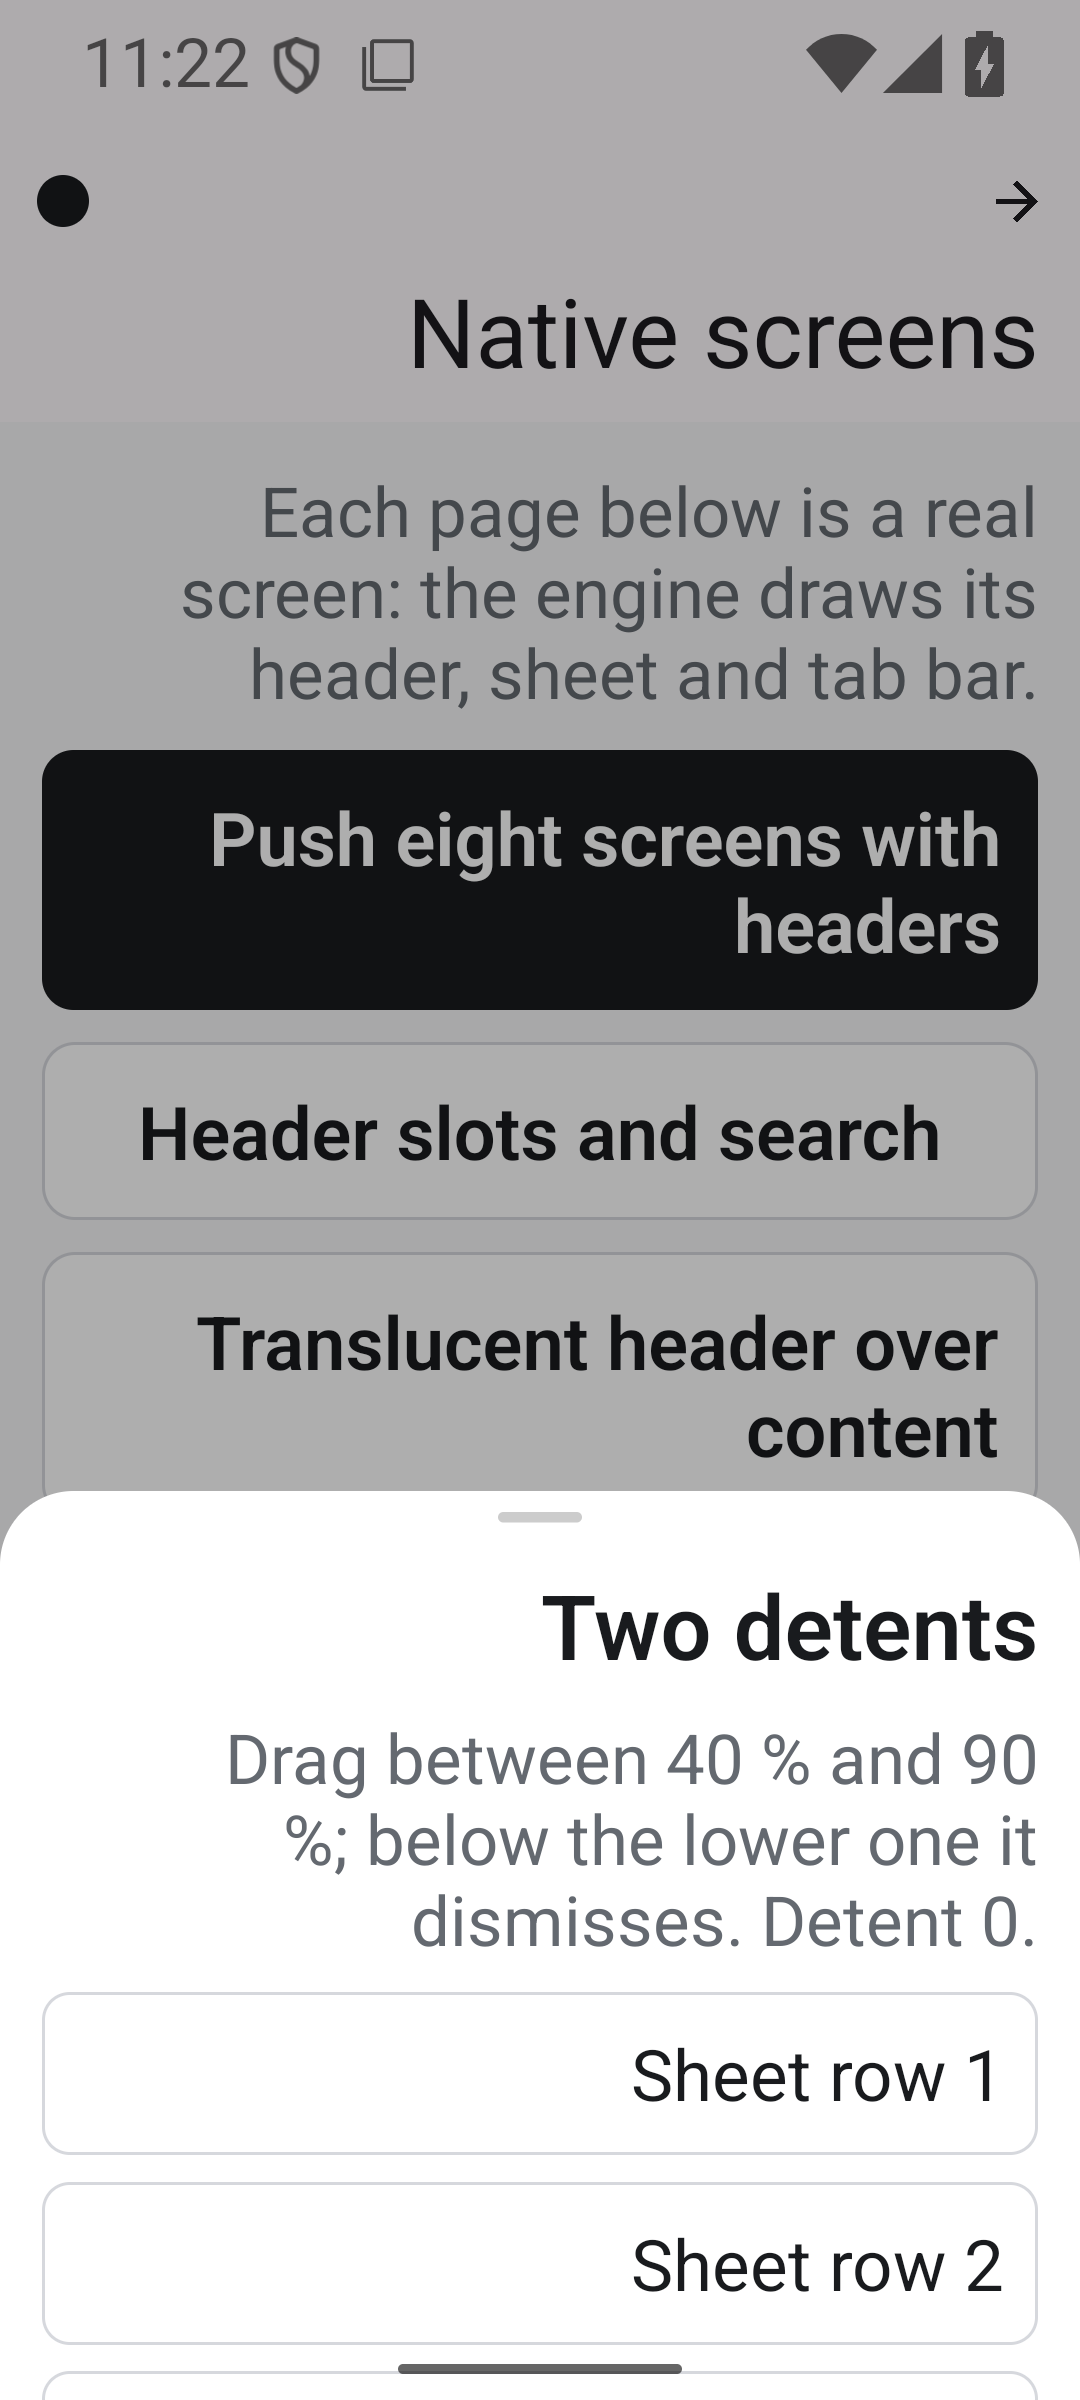 11:22
Native screens
Each page below is a real
screen: the engine draws its
header, sheet and tab bar.
Push eight screens with
headers
Header slots and search
Translucent header over
content
Two detents
Drag between 40 % and 90
%; below the lower one it
dismisses. Detent 0.
Sheet row 1
Sheet row 2